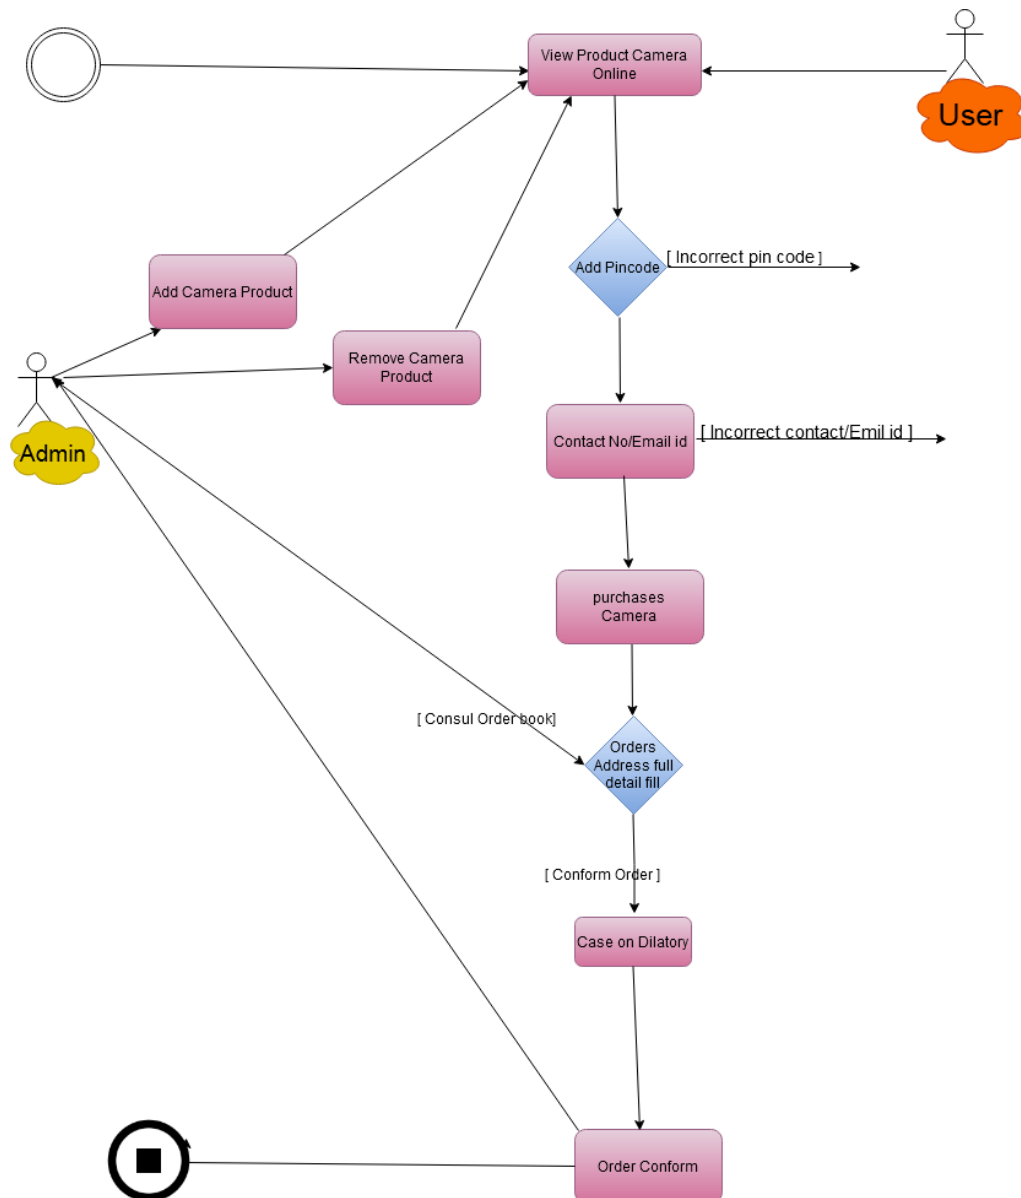 View Product Camera
Online
User
Add Pincode
[ Incorrect pin code ]
Add Camera Product
Remove Camera
Product
Admin
Contact No/Email id
[ Incorrect contact/Emil id ]
purchases
Camera
[ Consul Order book]
Orders
Address full
detail fill
[ Conform Order ]
Case on Dilatory
Order Conform